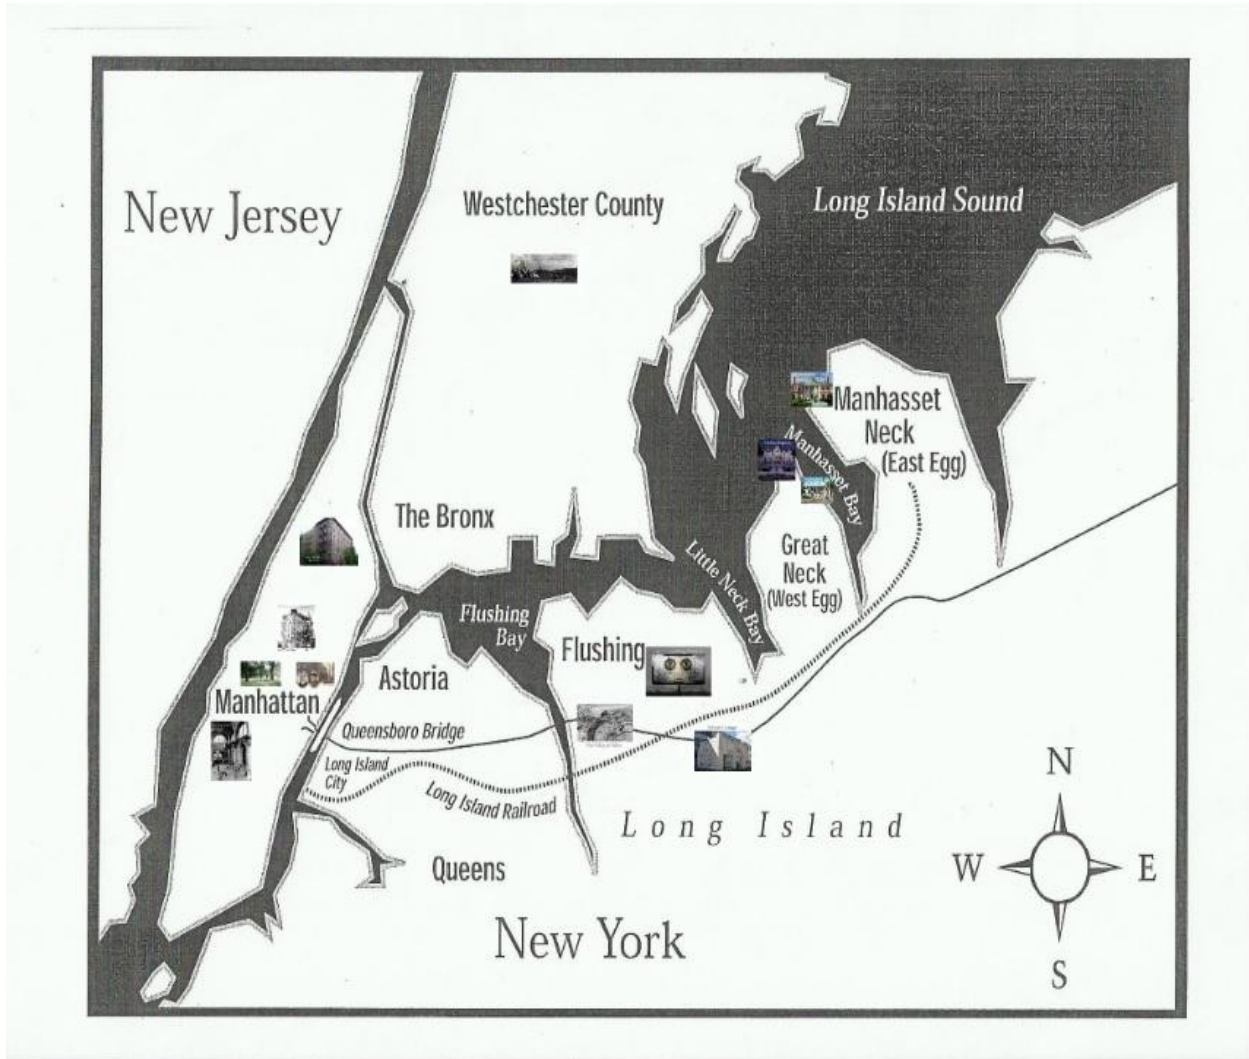 New Jersey
Westchester County
Long Island Sound
Manhasset
Neck
(East Egg)
Manhasset Bay
The Bronx
Great
Neck
(West Egg)
Little Neck Bay
Flushing
Bay
Flushing
Astoria
Manhattan
Queensboro Bridge
Long Island
City
Long Island Railroad
Long Island
Queens
New York
N
W
E
S